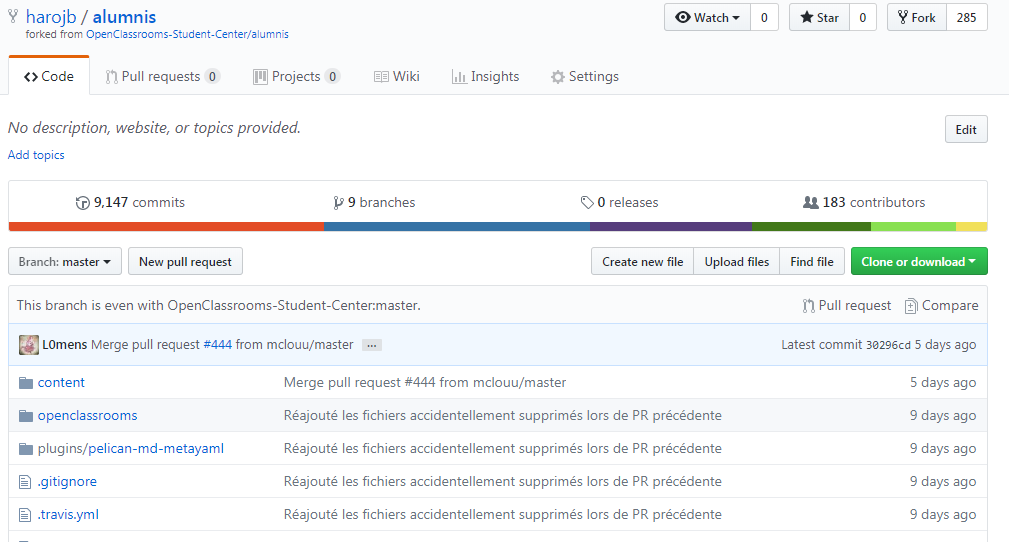 harojb / alumnis
forked from OpenClassrooms-Student-Center/alumnis
Watch 0 Star 0 Fork 285
Code Pull requests 0 Projects 0 Wiki Insights Settings
No description, website, or topics provided.
Edit
Add topics
9,147 commits 9 branches 0 releases 183 contributors
Branch: master New pull request Create new file Upload files Find file Clone or download
This branch is even with OpenClassrooms-Student-Center:master. Pull request Compare
L0mens Merge pull request #444 from mclouu/master ... Latest commit 30296cd 5 days ago
content Merge pull request #444 from mclouu/master 5 days ago
openclassrooms Réajouté les fichiers accidentellement supprimés lors de PR précédente 9 days ago
plugins/pelican-md-metayaml Réajouté les fichiers accidentellement supprimés lors de PR précédente 9 days ago
.gitignore Réajouté les fichiers accidentellement supprimés lors de PR précédente 9 days ago
.travis.yml Réajouté les fichiers accidentellement supprimés lors de PR précédente 9 days ago